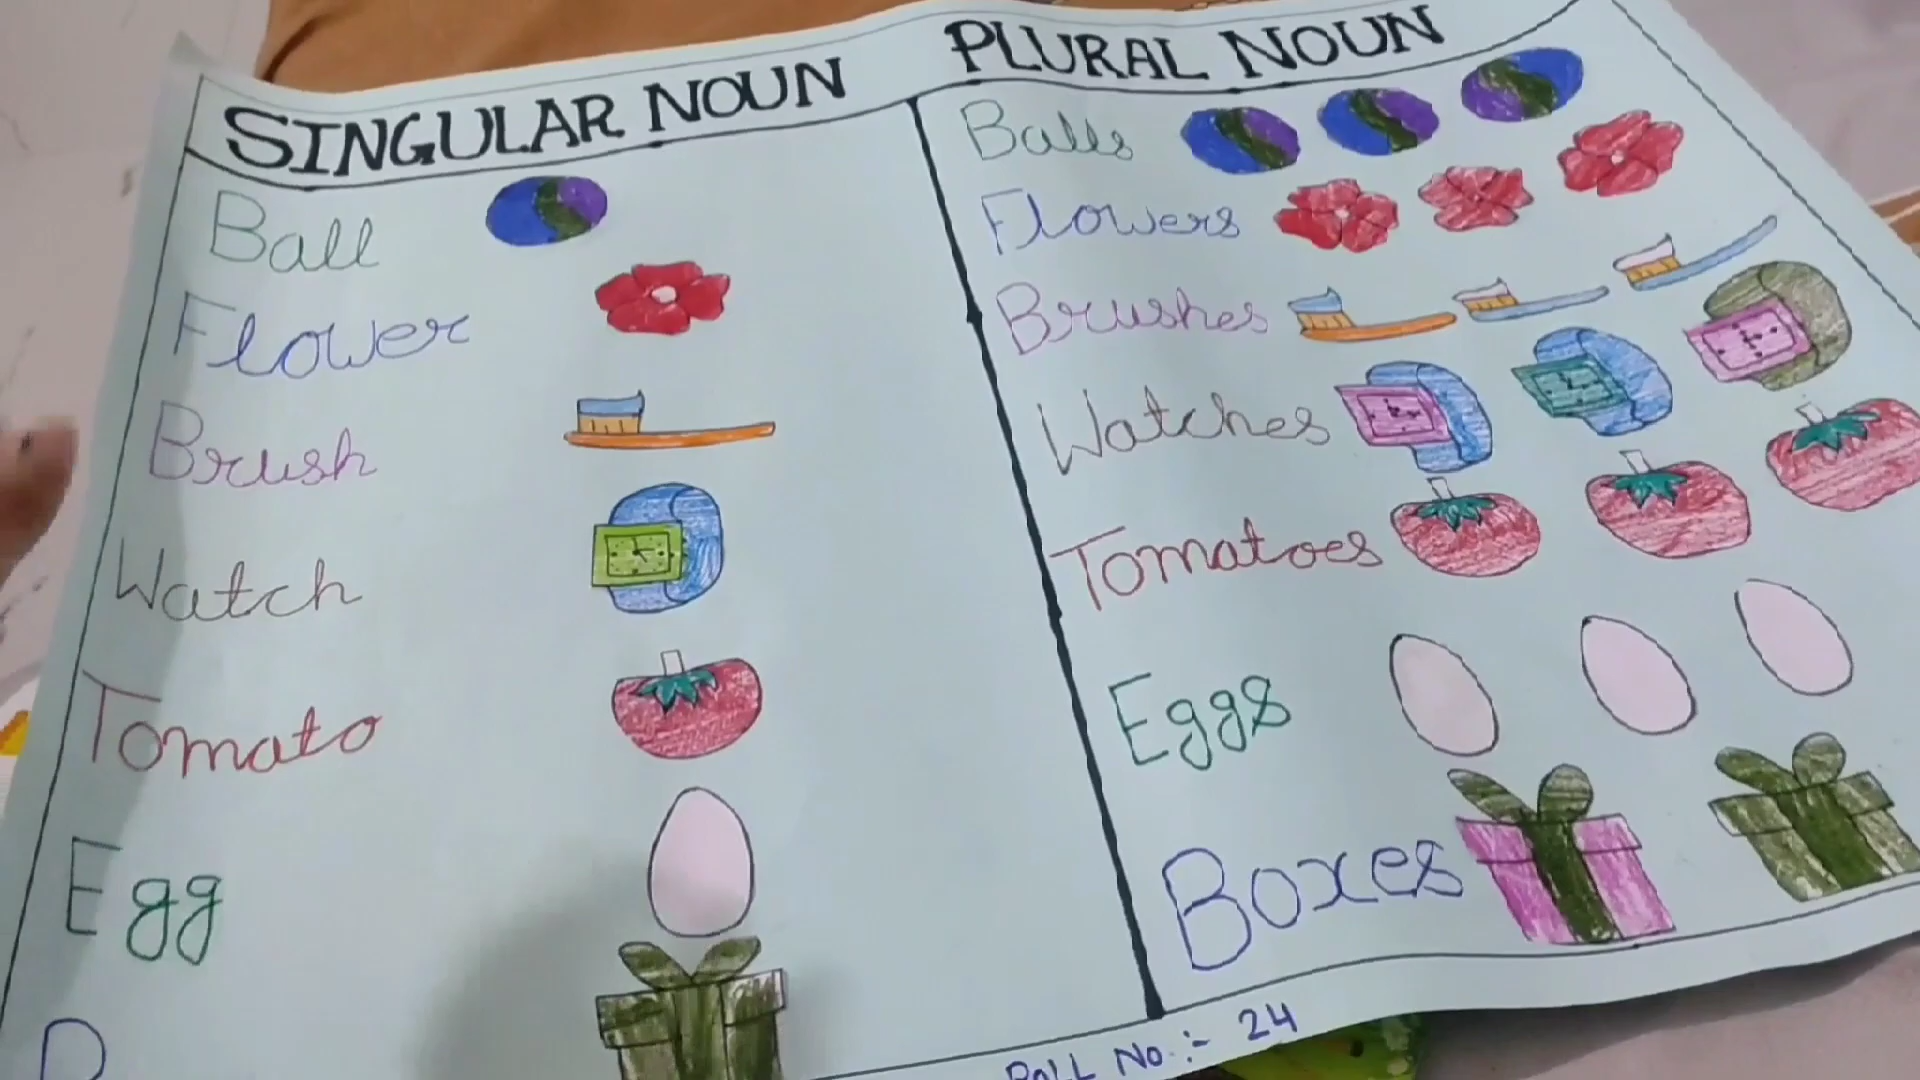 SINGULAR NOUN
Ball
Flower
Brush
Watch
Tomato
Egg
PLURAL NOUN
Balls
Flowers
Brushes
Watches
Tomatoes
Eggs
Boxes
ROLL No.:- 24